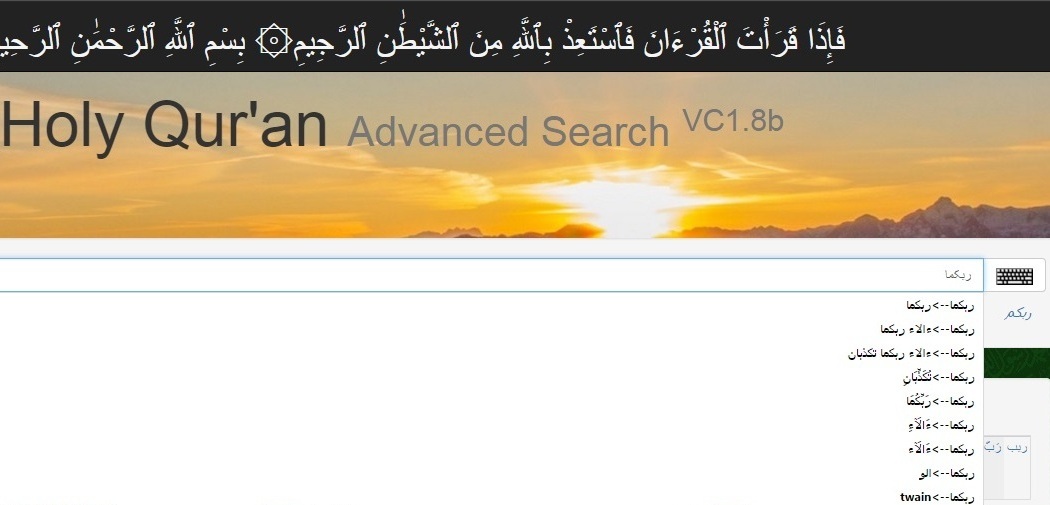 فَإِذَا قَرَأْتَ ٱلْقُرْءَانَ فَٱسْتَعِذْ بِٱللَّهِ مِنَ ٱلشَّيْطَٰنِ ٱلرَّجِيمِ۞ بِسْمِ ٱللَّهِ ٱلرَّحْمَٰنِ ٱلرَّحِي
Holy Qur'an Advanced Search VC1.8b
ربكما
ربكما-->ربكما
ربكم
ربكما-->ءالاء ربكما
ربكما-->ءالاء ربكما تكذبان
ربكما-->تُكَذِّبَانِ
ربكما-->رَبِّكُمَا
ربكما-->ءَالَآءِ
ربكما-->ءَالَآء
ربب رَبّ
ربكما-->الو
ربكما-->twain